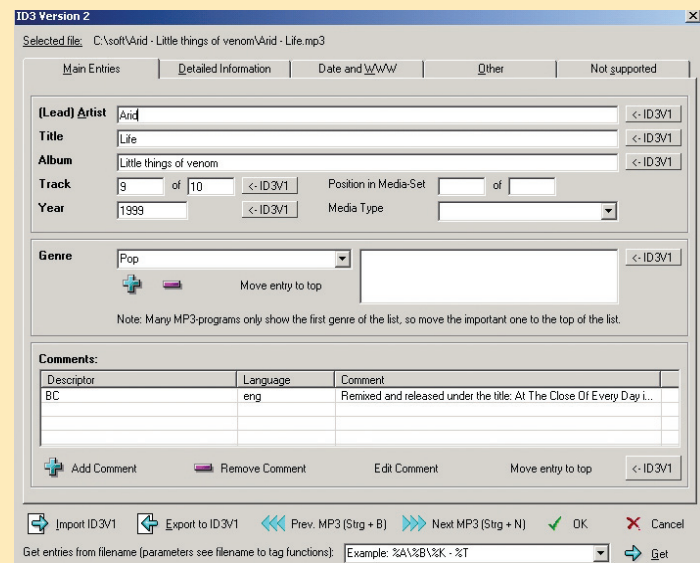 ID3 Version 2
Selected file: C:\soft\Arid - Little things of venom\Arid - Life.mp3
Main Entries Detailed Information Date and WWW Other Not supported
(Lead) Artist Arid <- ID3V1
Title Life <- ID3V1
Album Little things of venom <- ID3V1
Track 9 of 10 <- ID3V1 Position in Media-Set of
Year 1999 <- ID3V1 Media Type
Genre Pop <- ID3V1
Move entry to top
Note: Many MP3-programs only show the first genre of the list, so move the important one to the top of the list.
Comments:
Descriptor Language Comment
BC eng Remixed and released under the title: At The Close Of Every Day i...
Add Comment Remove Comment Edit Comment Move entry to top <- ID3V1
Import ID3V1 Export to ID3V1 Prev. MP3 (Strg + B) Next MP3 (Strg + N) OK Cancel
Get entries from filename (parameters see filename to tag functions): Example: %A\%B\%K - %T Get